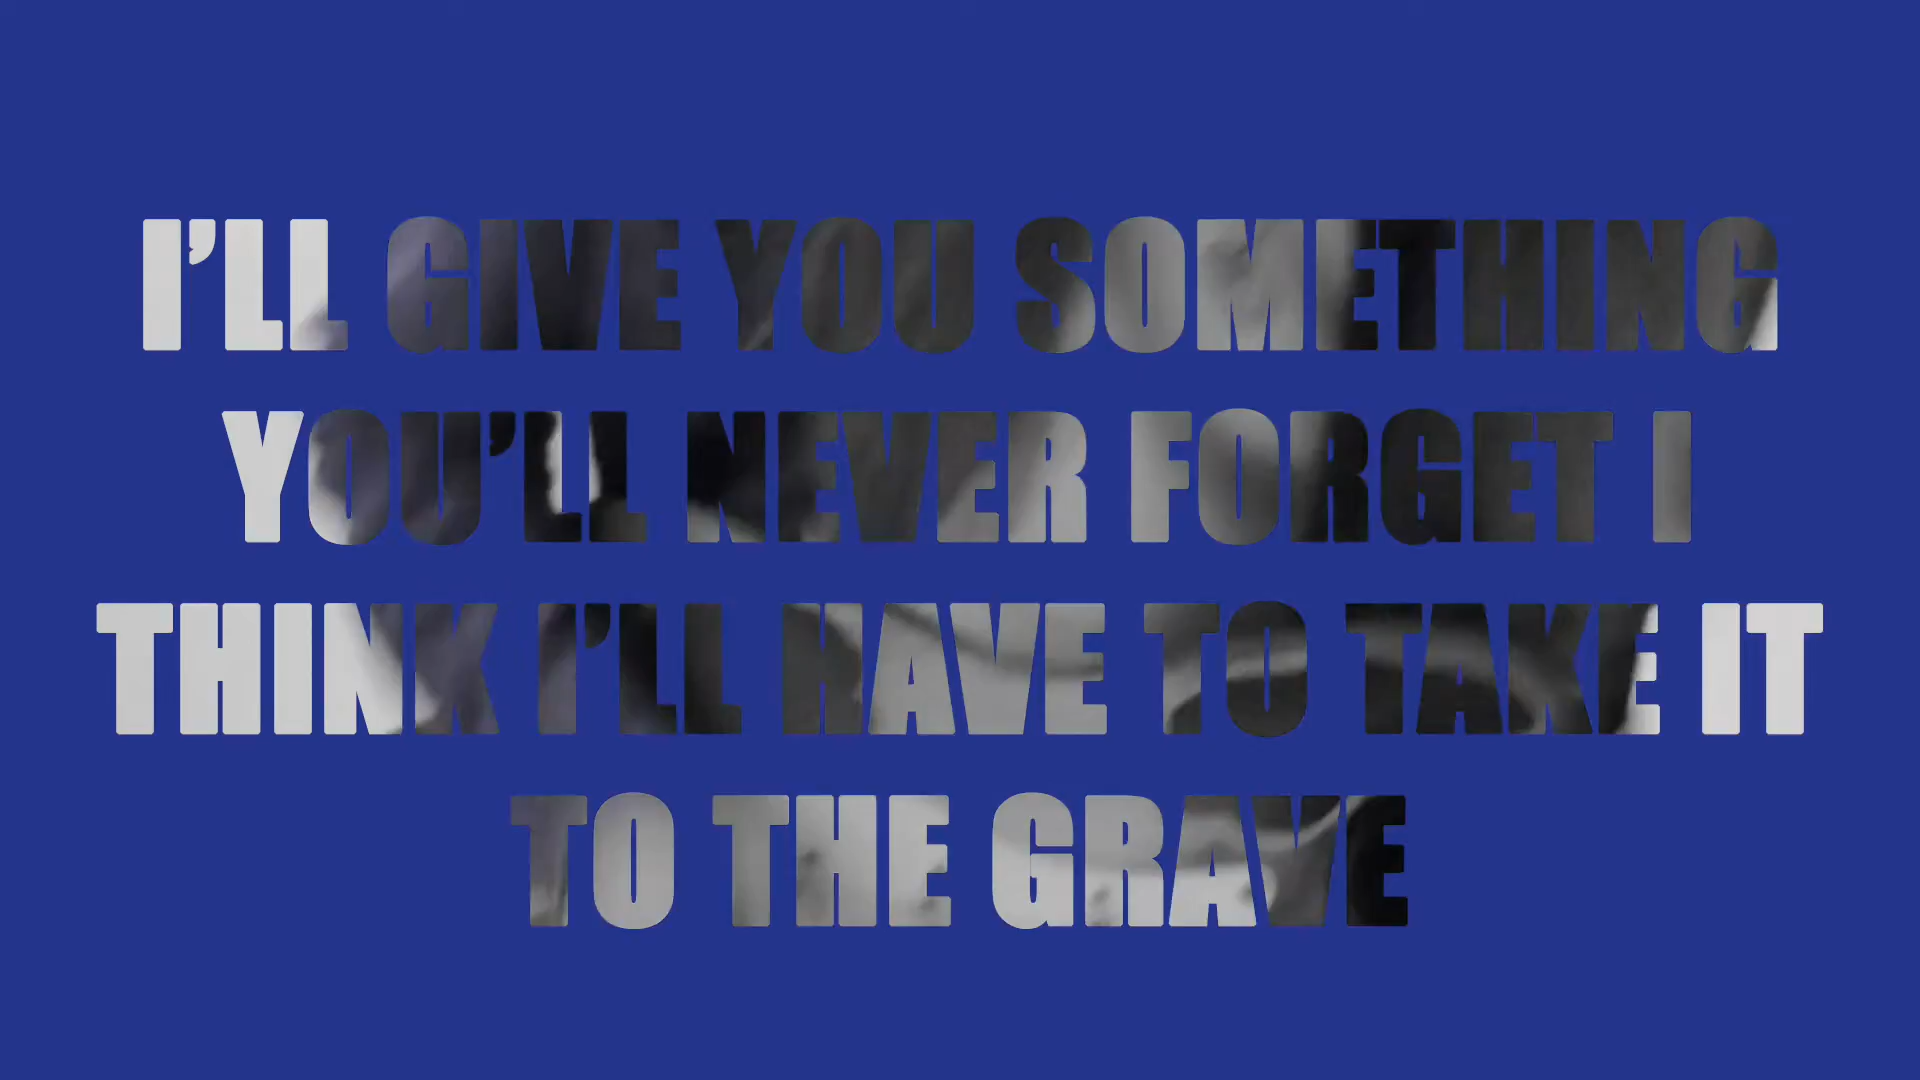 I’LL GIVE YOU SOMETHING
YOU’LL NEVER FORGET I
THINK I’LL HAVE TO TAKE IT
TO THE GRAVE